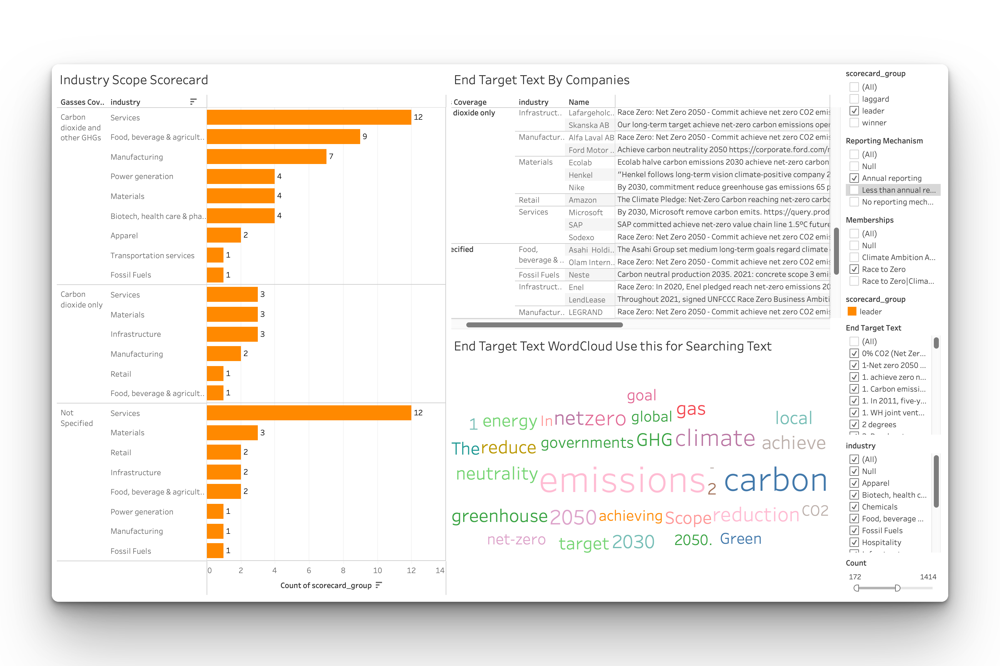 Industry Scope Scorecard
Gasses Cov.. industry
Carbon dioxide and other GHGs
Services 12
Food, beverage & agricult.. 9
Manufacturing 7
Power generation 4
Materials 4
Biotech, health care & pha.. 4
Apparel 2
Transportation services 1
Fossil Fuels 1
Carbon dioxide only
Services 3
Materials 3
Infrastructure 3
Manufacturing 2
Retail 1
Food, beverage & agricult.. 1
Not Specified
Services 12
Materials 3
Retail 2
Infrastructure 2
Food, beverage & agricult.. 2
Power generation 1
Manufacturing 1
Fossil Fuels 1
0 2 4 6 8 10 12 14
Count of scorecard_group
End Target Text By Companies
Coverage industry Name
dioxide only Infrastruct.. Lafargeholc.. Race Zero: Net Zero 2050 - Commit achieve net zero CO2 emis
Skanska AB Our long-term target achieve net-zero carbon emissions oper
Manufactur.. Alfa Laval AB Race Zero: Net Zero 2050 - Commit achieve net zero CO2 emis
Ford Motor .. Achieve carbon neutrality 2050 https://corporate.ford.com/r
Materials Ecolab Ecolab halve carbon emissions 2030 achieve net-zero carbon
Henkel "Henkel follows long-term vision climate-positive company 2
Nike By 2030, commitment reduce greenhouse gas emissions 65 p
Retail Amazon The Climate Pledge: Net-Zero Carbon reaching net-zero carbo
Services Microsoft By 2030, Microsoft remove carbon emits. https://query.prod
SAP SAP committed achieve net-zero value chain line 1.5°C future
Sodexo Race Zero: Net Zero 2050 - Commit achieve net zero CO2 emis
ecified Food, beverage & .. Asahi Holdi.. The Asahi Group set medium long-term goals regard climate
Olam Intern.. Race Zero: Net Zero 2050 - Commit achieve net zero CO2 emis
Fossil Fuels Neste Carbon neutral production 2035. 2021: concrete scope 3 emi
Infrastruct.. Enel Race Zero: In 2020, Enel pledged reach net-zero emissions 20
LendLease Throughout 2021, signed UNFCCC Race Zero Business Ambiti
Manufactur.. LEGRAND Race Zero: Net Zero 2050 - Commit achieve net zero CO2 emis
End Target Text WordCloud Use this for Searching Text
goal
1 energy In net zero global gas local
The reduce governments GHG climate achieve
neutrality emissions - 2 carbon
greenhouse 2050 achieving Scope reduction CO2
net-zero target 2030 2050. Green
scorecard_group
(All)
laggard
leader
winner
Reporting Mechanism
(All)
Null
Annual reporting
Less than annual re...
No reporting mech...
Memberships
(All)
Null
Climate Ambition A...
Race to Zero
Race to Zero|Clima...
scorecard_group
leader
End Target Text
(All)
0% CO2 (Net Zer...
1-Net zero 2050 ...
1. achieve zero n...
1. Carbon emissi...
1. In 2011, five-y...
1. WH joint vent...
2 degrees
industry
(All)
Null
Apparel
Biotech, health c...
Chemicals
Food, beverage ...
Fossil Fuels
Hospitality
Count
172 1414